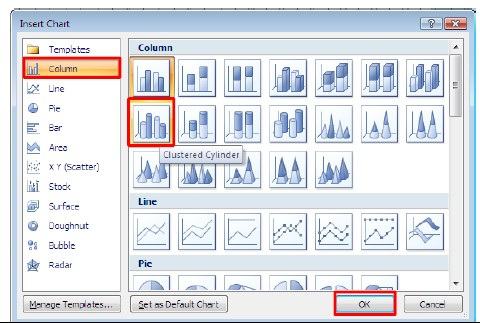 Insert Chart
Templates
Column
Line
Pie
Bar
Area
X Y (Scatter)
Stock
Surface
Doughnut
Bubble
Radar
Column
Clustered Cylinder
Line
Pie
Manage Templates...
Set as Default Chart
OK
Cancel